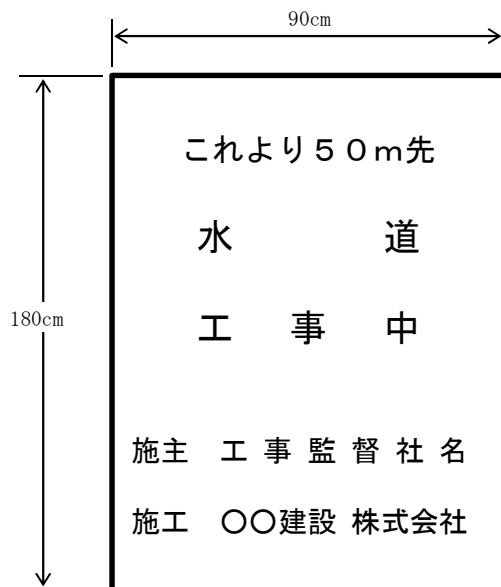 90cm
これより５０ｍ先
水　　道
180cm
工　事　中
施主　工 事 監 督 社 名
施工　〇〇建設 株式会社